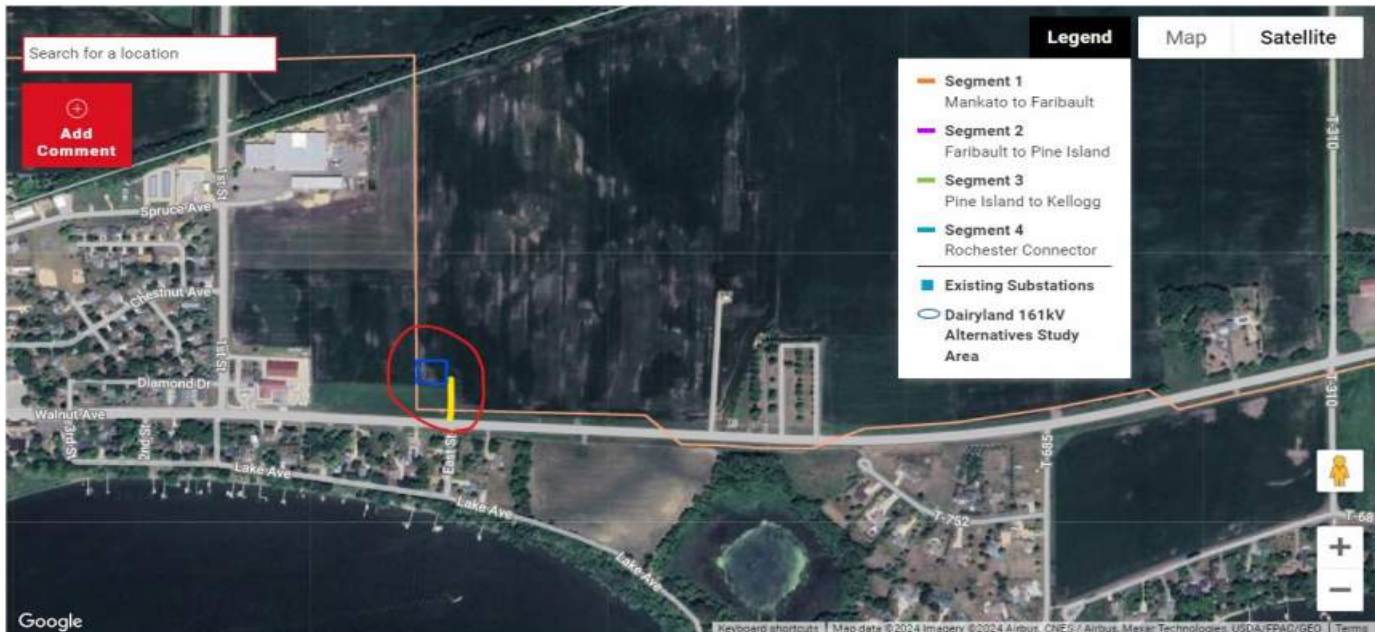 Search for a location
Add
Comment
Legend
Map
Satellite
Segment 1
Mankato to Faribault
Segment 2
Faribault to Pine Island
Segment 3
Pine Island to Kellogg
Segment 4
Rochester Connector
Existing Substations
Dairyland 161kV
Alternatives Study
Area
T-310
1st St
Spruce Ave
Chestnut Ave
1st St
Diamond Dr
Walnut Ave
3rd St
2nd St
East St
Lake Ave
Lake Ave
Lake Ave
T-685
T-752
T-310
T-68
Google
Keyboard shortcuts
Map data ©2024 Imagery ©2024 Airbus, CNES / Airbus, Maxar Technologies, USDA/FPAC/GEO
Terms